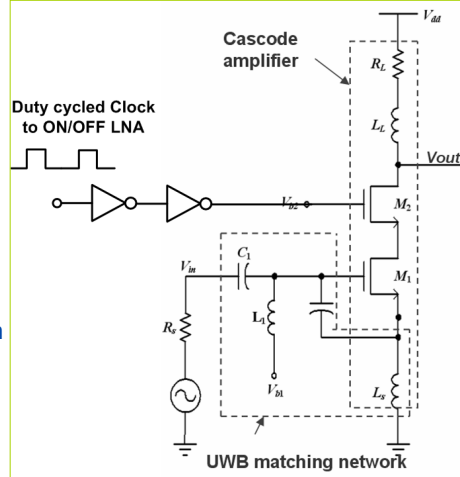 Vdd
Cascode
amplifier
RL
Duty cycled Clock
to ON/OFF LNA
LL
Vout
Vb2
M2
C1
Vin
M1
L1
Rs
Vb1
Ls
UWB matching network